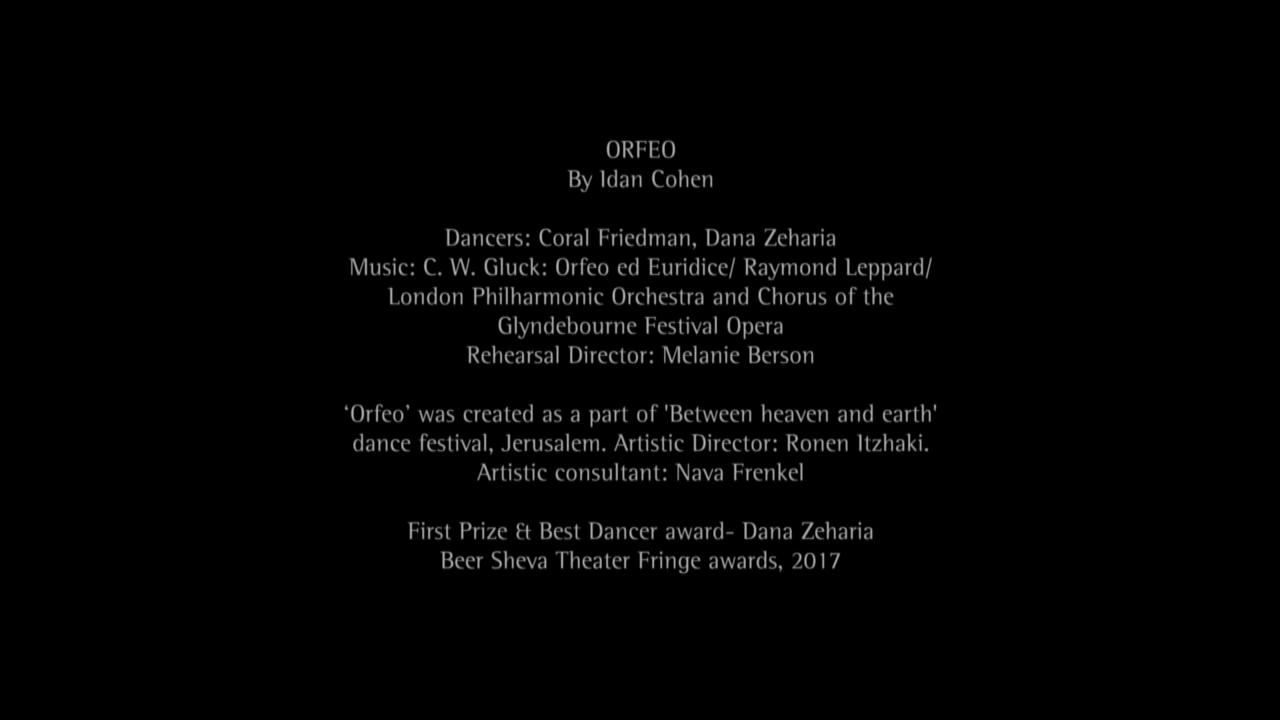 ORFEO
By Idan Cohen
Dancers: Coral Friedman, Dana Zeharia
Music: C. W. Gluck: Orfeo ed Euridice/ Raymond Leppard/
London Philharmonic Orchestra and Chorus of the
Glyndebourne Festival Opera
Rehearsal Director: Melanie Berson
‘Orfeo’ was created as a part of 'Between heaven and earth'
dance festival, Jerusalem. Artistic Director: Ronen Itzhaki.
Artistic consultant: Nava Frenkel
First Prize & Best Dancer award- Dana Zeharia
Beer Sheva Theater Fringe awards, 2017